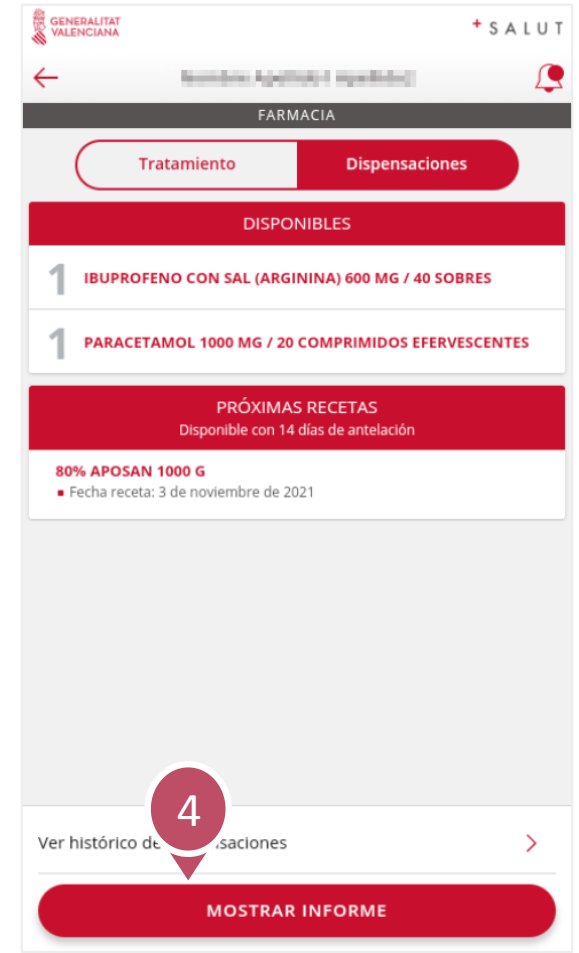 GENERALITAT
VALENCIANA
+ SALUT
FARMACIA
Tratamiento
Dispensaciones
DISPONIBLES
1 IBUPROFENO CON SAL (ARGININA) 600 MG / 40 SOBRES
1 PARACETAMOL 1000 MG / 20 COMPRIMIDOS EFERVESCENTES
PRÓXIMAS RECETAS
Disponible con 14 días de antelación
80% APOSAN 1000 G
Fecha receta: 3 de noviembre de 2021
4
Ver histórico de saciones
MOSTRAR INFORME